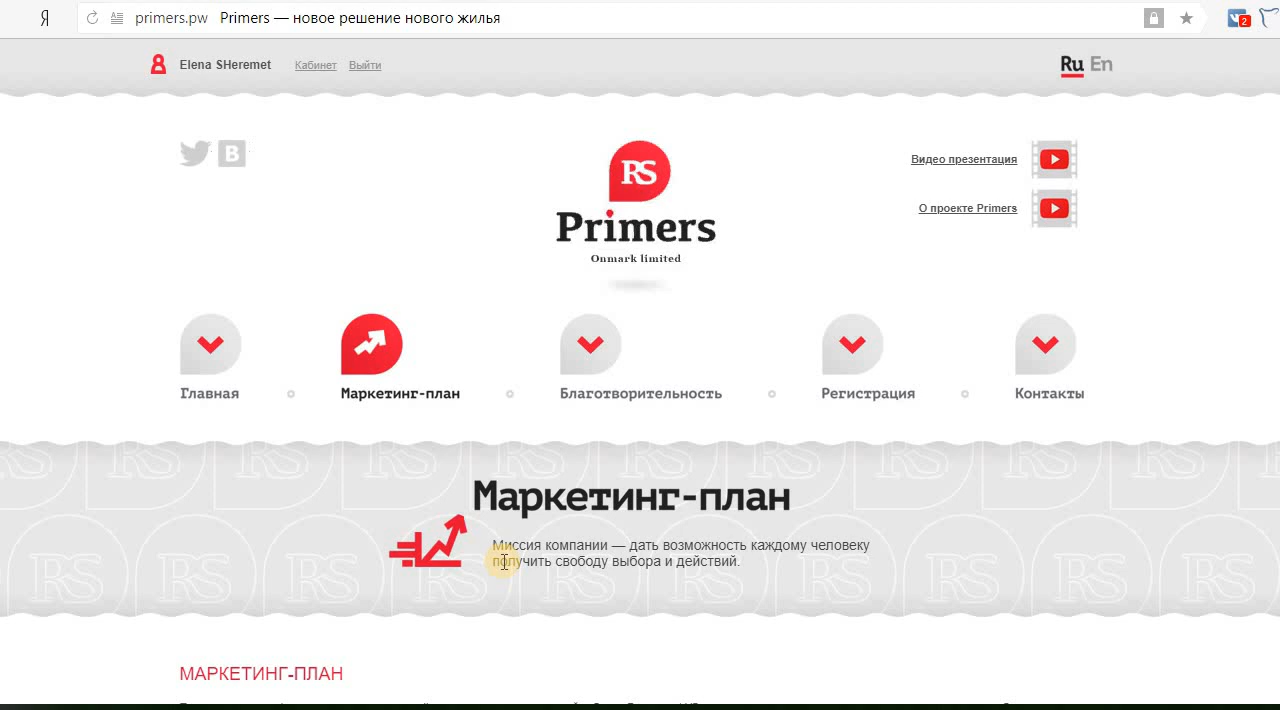 Я primers.pw Primers — новое решение нового жилья
2
Elena SHeremet Кабинет Выйти
Ru En
B
RS
Primers
Onmark limited
Видео презентация
О проекте Primers
Главная Маркетинг-план Благотворительность Регистрация Контакты
Маркетинг-план
Миссия компании — дать возможность каждому человеку
получить свободу выбора и действий.
МАРКЕТИНГ-ПЛАН